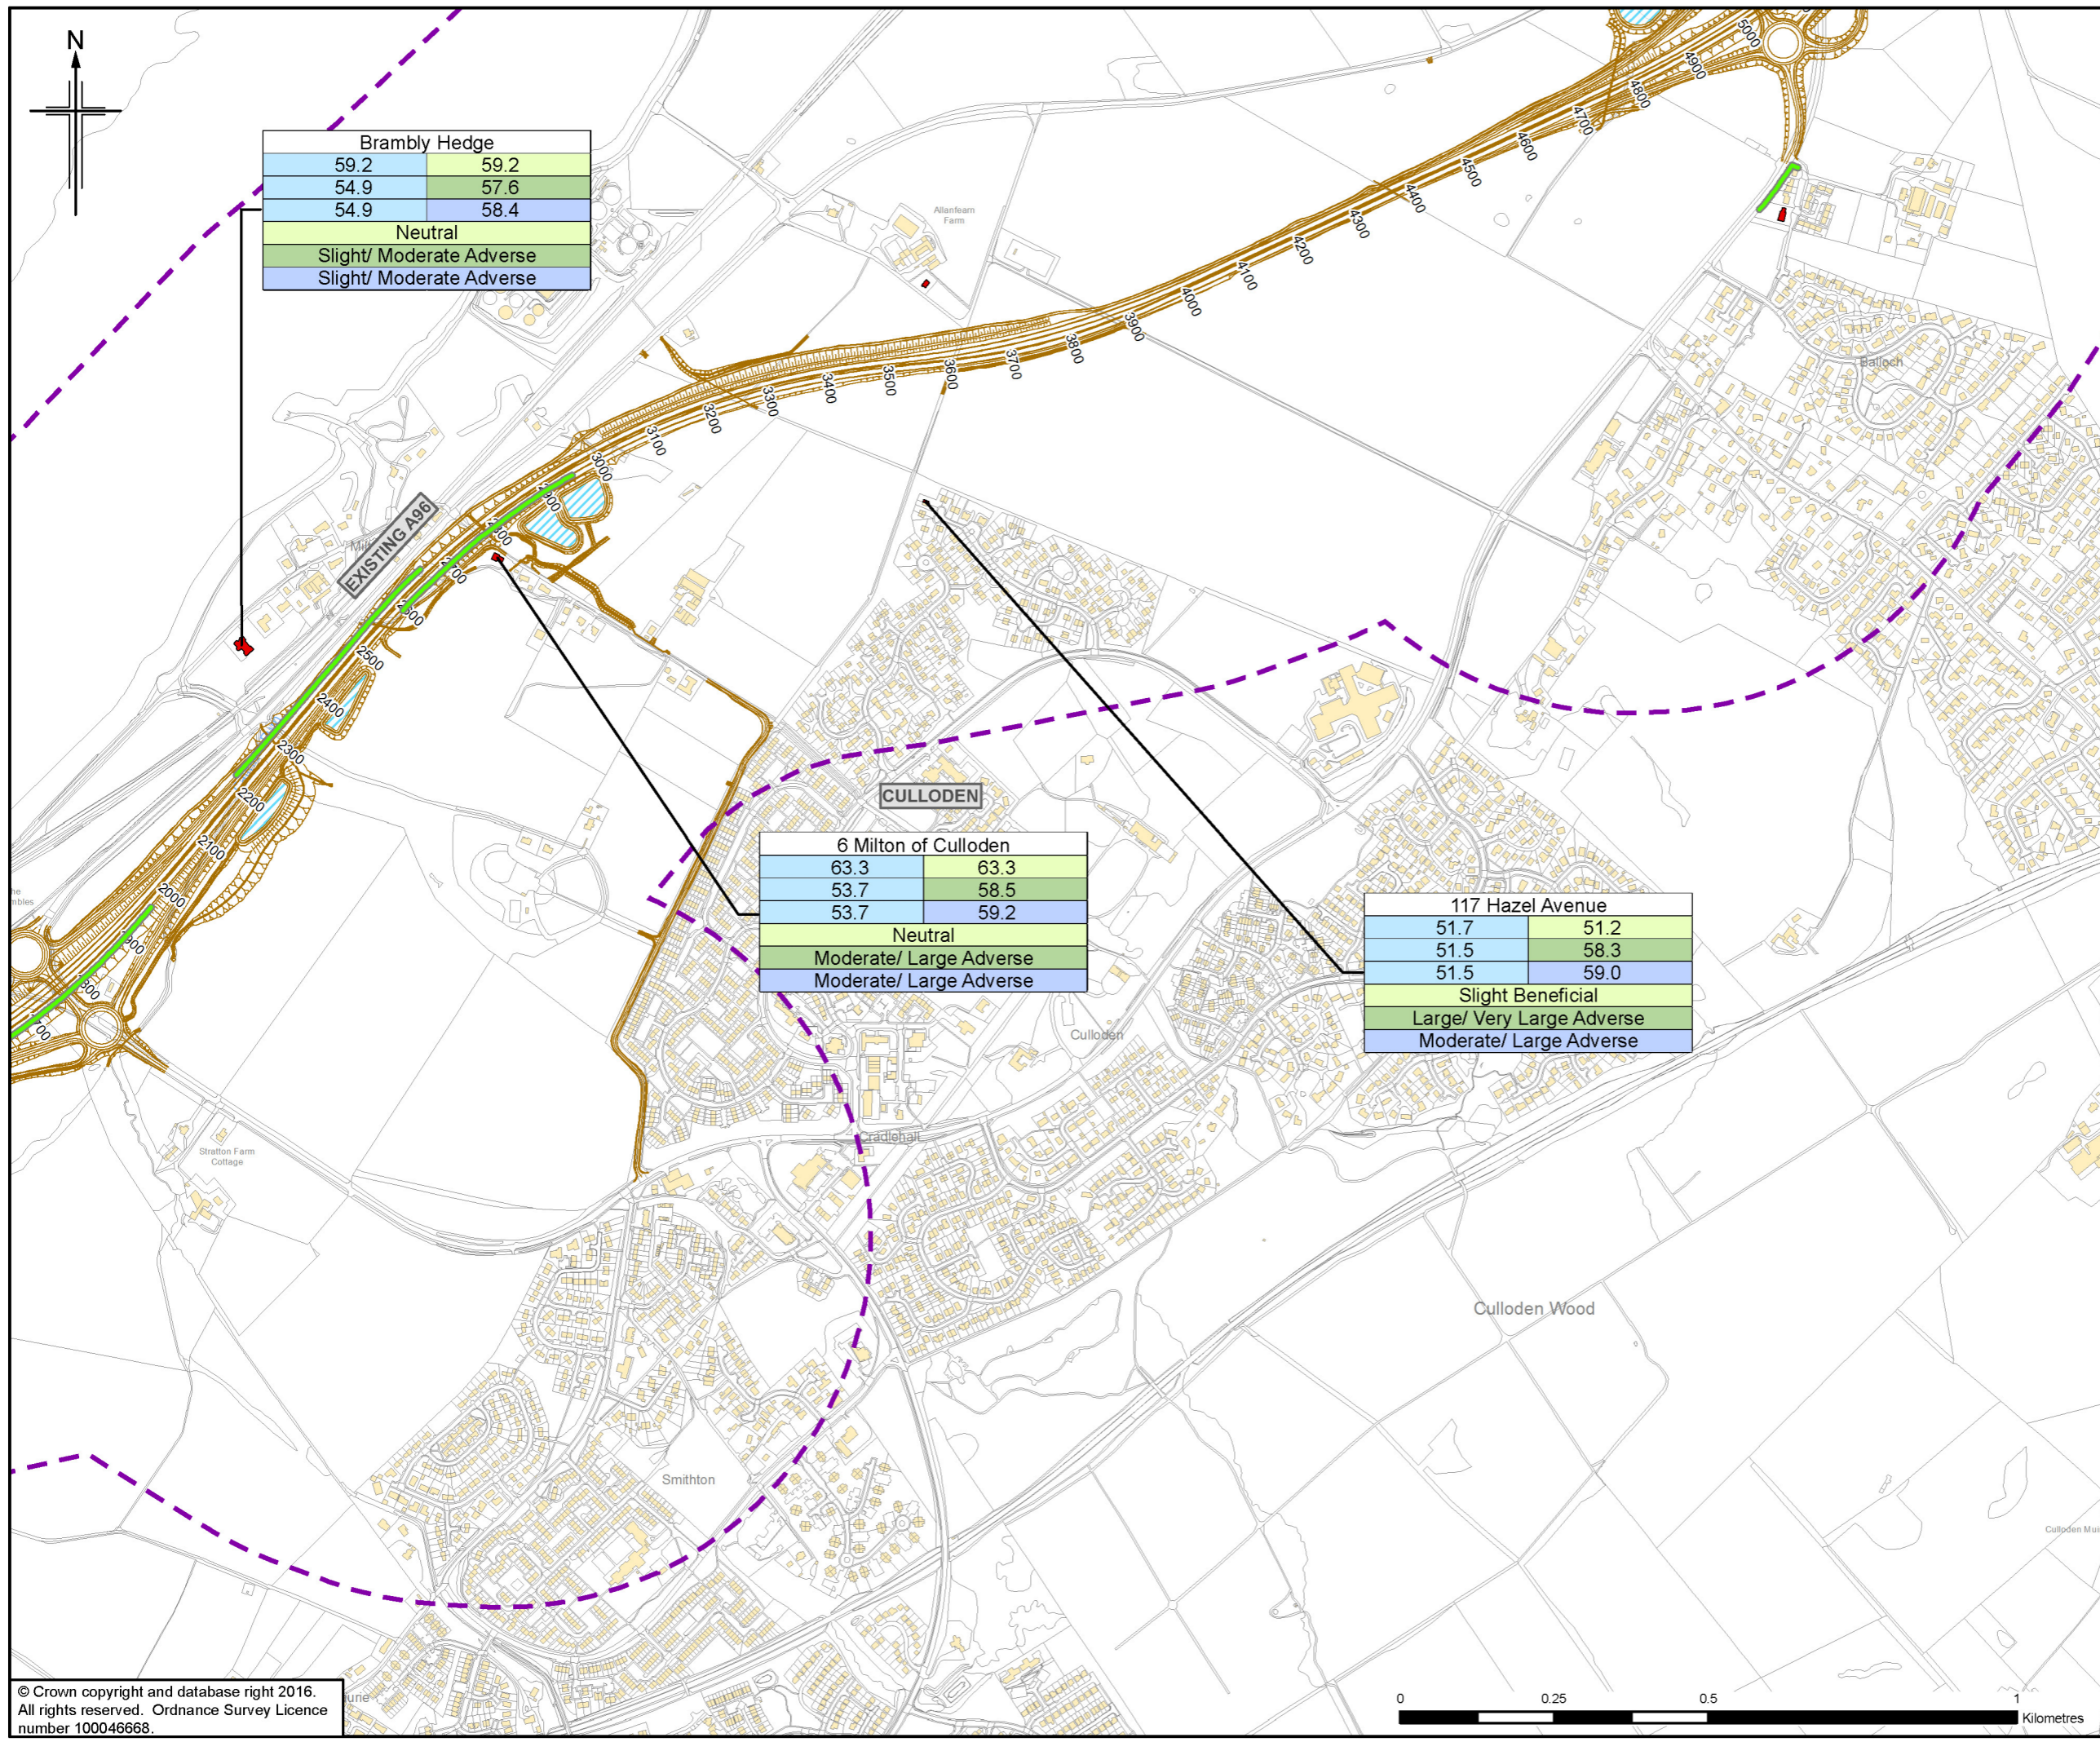 N
Brambly Hedge
59.2 59.2
54.9 57.6
54.9 58.4
Neutral
Slight/ Moderate Adverse
Slight/ Moderate Adverse
Allanfearn
Farm
5000
4900
4800
4700
4600
4500
4400
4300
4200
4100
4000
3900
3800
3700
3600
3500
3400
3300
3200
3100
3000
2900
2700
2500
2400
2300
2200
2100
2000
Balloch
EXISTING A96
CULLODEN
6 Milton of Culloden
63.3 63.3
53.7 58.5
53.7 59.2
Neutral
Moderate/ Large Adverse
Moderate/ Large Adverse
117 Hazel Avenue
51.7 51.2
51.5 58.3
51.5 59.0
Slight Beneficial
Large/ Very Large Adverse
Moderate/ Large Adverse
Culloden
Cradlehall
Stratton Farm
Cottage
Culloden Wood
Smithton
© Crown copyright and database right 2016.
All rights reserved. Ordnance Survey Licence
number 100046668.
0 0.25 0.5 1
Kilometres